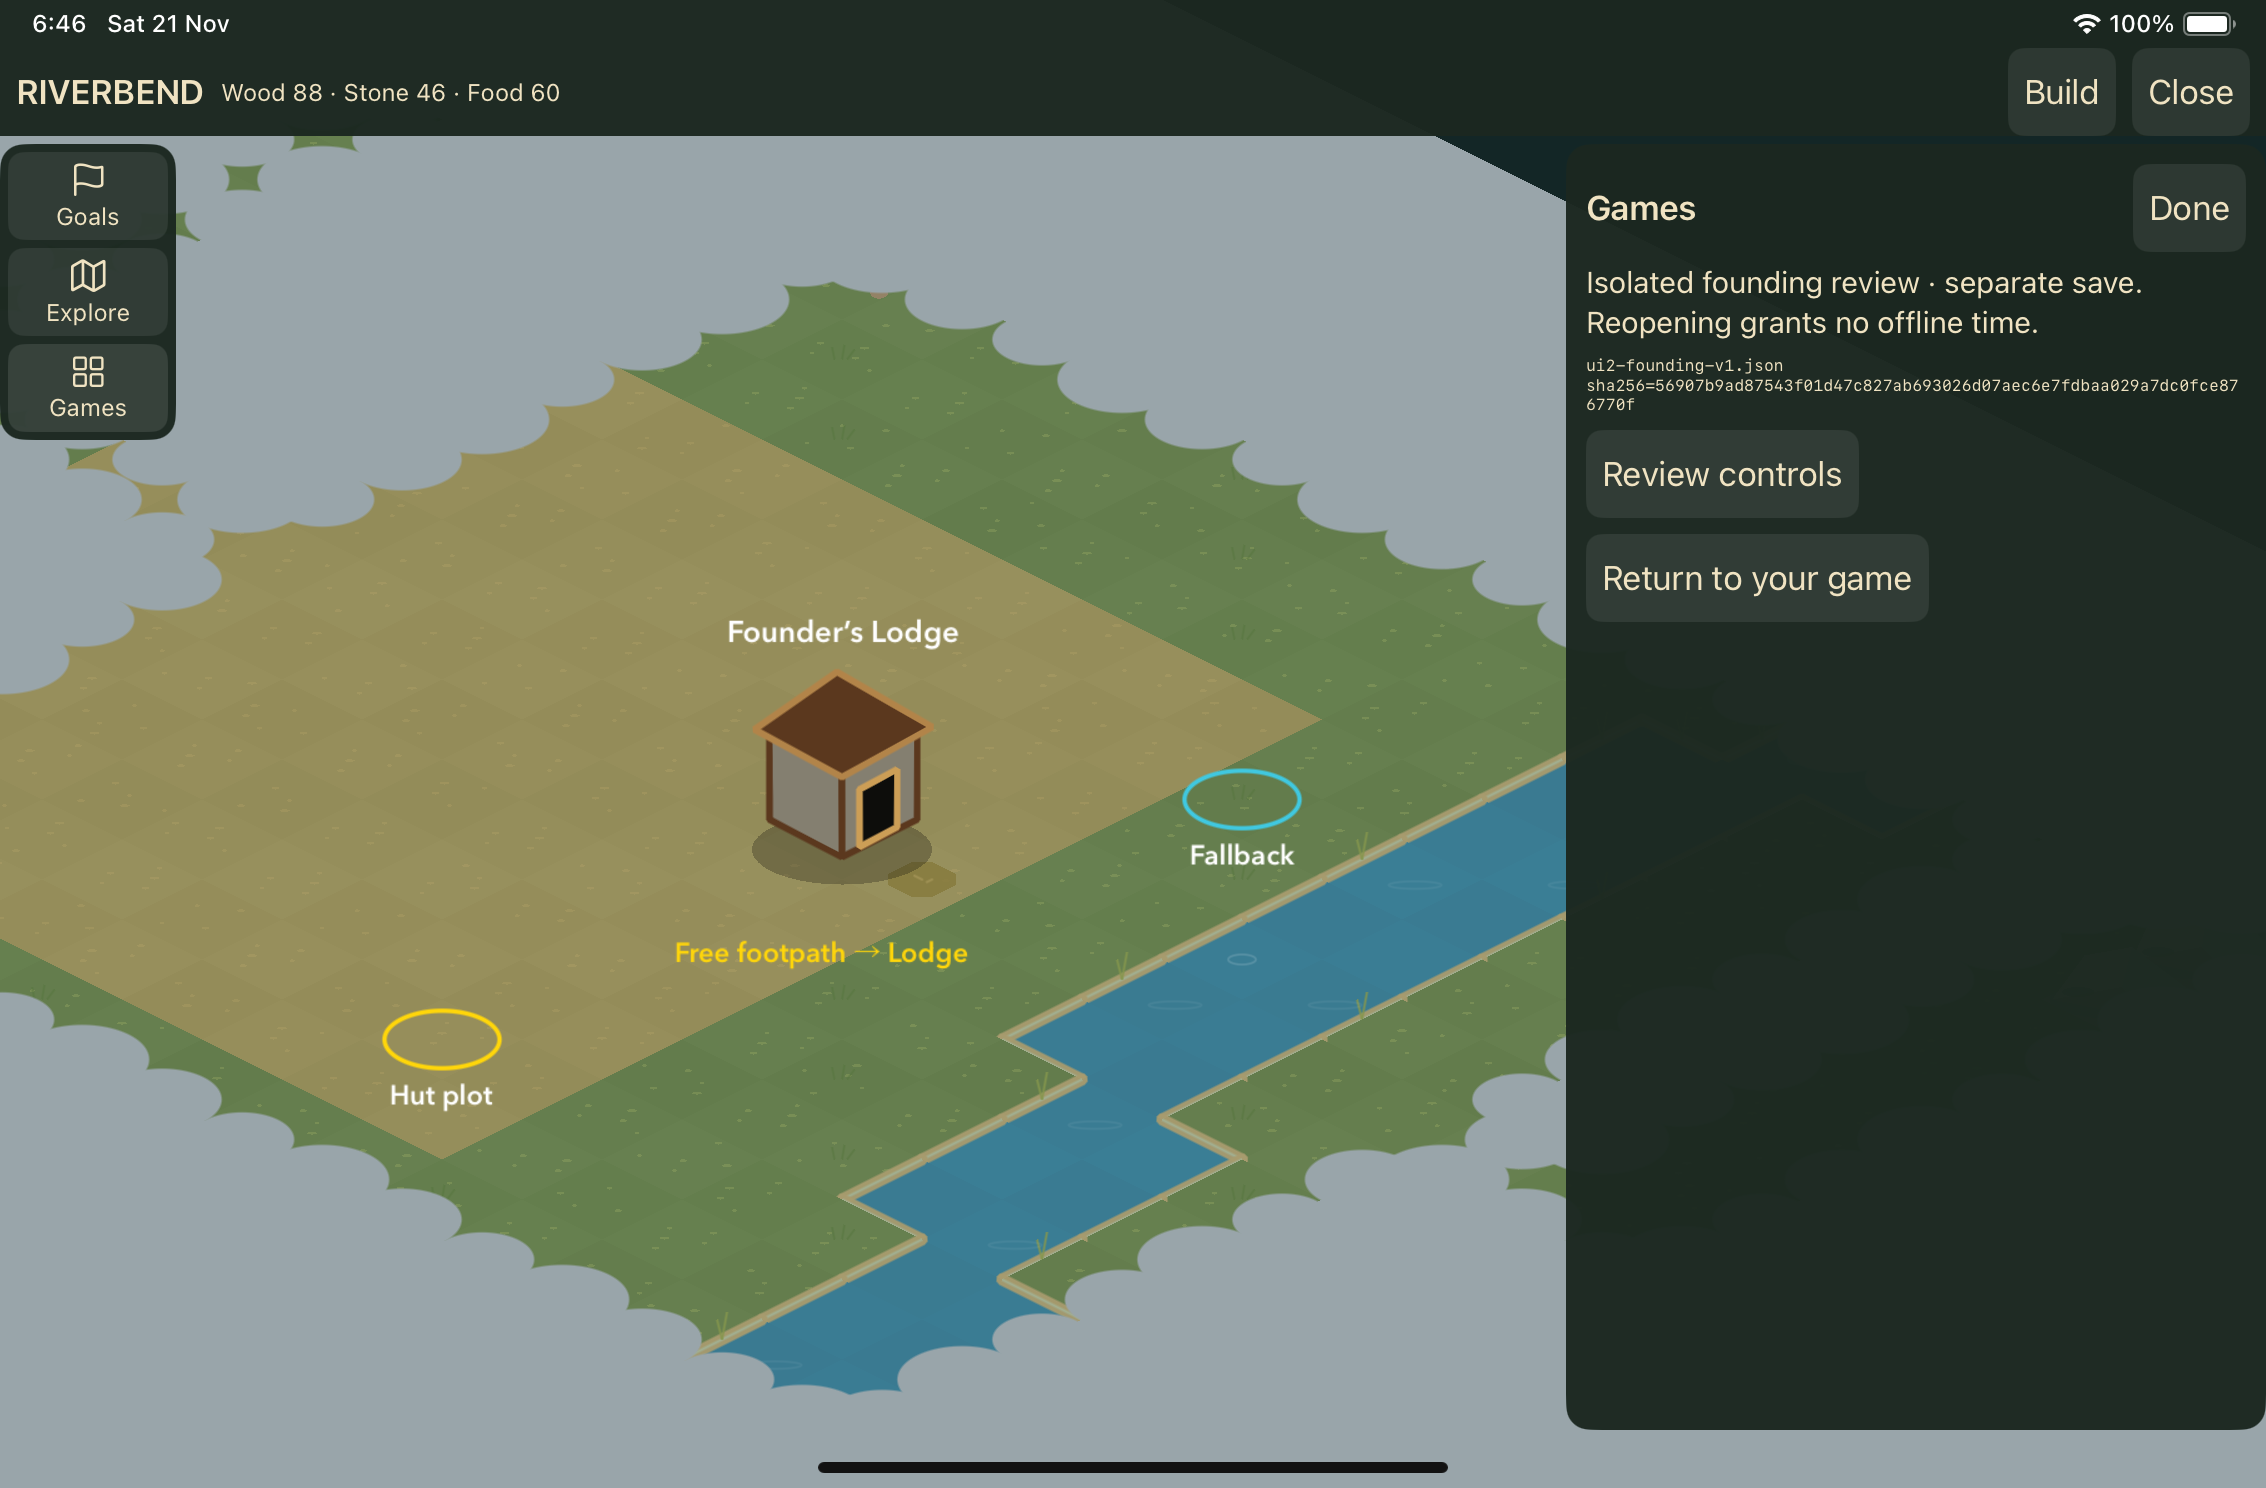 6:46 Sat 21 Nov
100%
RIVERBEND Wood 88 · Stone 46 · Food 60
Build Close
Goals
Explore
Games
Games
Done
Isolated founding review · separate save.
Reopening grants no offline time.
ui2-founding-v1.json
sha256=56907b9ad87543f01d47c827ab693026d07aec6e7fdbaa029a7dc0fce87
6770f
Review controls
Return to your game
Founder’s Lodge
Fallback
Free footpath → Lodge
Hut plot